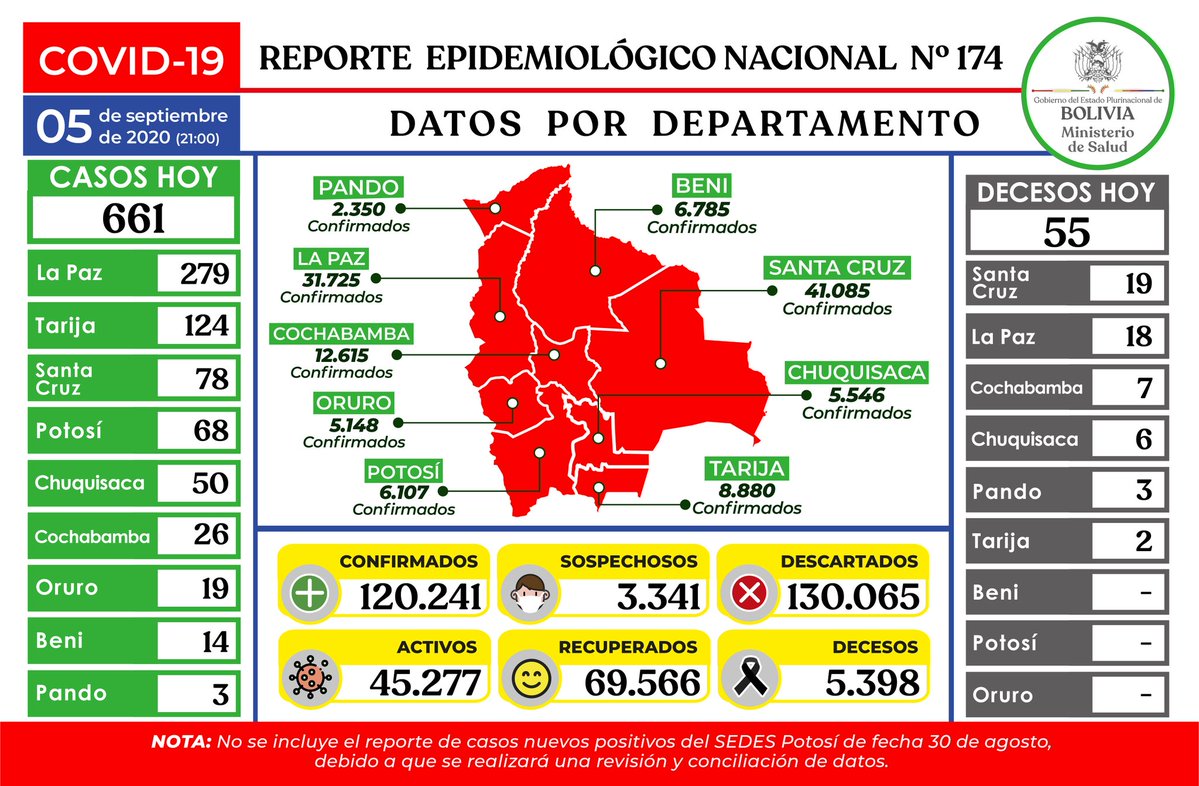 COVID-19
REPORTE EPIDEMIOLÓGICO NACIONAL Nº 174
05 de septiembre
de 2020 (21:00)
DATOS POR DEPARTAMENTO
Gobierno del Estado Plurinacional de
BOLIVIA
Ministerio
de Salud
CASOS HOY
661
La Paz 279
Tarija 124
Santa
Cruz 78
Potosí 68
Chuquisaca 50
Cochabamba 26
Oruro 19
Beni 14
Pando 3
PANDO
2.350
Confirmados
LA PAZ
31.725
Confirmados
COCHABAMBA
12.615
Confirmados
ORURO
5.148
Confirmados
POTOSÍ
6.107
Confirmados
BENI
6.785
Confirmados
SANTA CRUZ
41.085
Confirmados
CHUQUISACA
5.546
Confirmados
TARIJA
8.880
Confirmados
CONFIRMADOS
120.241
SOSPECHOSOS
3.341
DESCARTADOS
130.065
ACTIVOS
45.277
RECUPERADOS
69.566
DECESOS
5.398
DECESOS HOY
55
Santa
Cruz 19
La Paz 18
Cochabamba 7
Chuquisaca 6
Pando 3
Tarija 2
Beni -
Potosí -
Oruro -
NOTA: No se incluye el reporte de casos nuevos positivos del SEDES Potosí de fecha 30 de agosto,
debido a que se realizará una revisión y conciliación de datos.